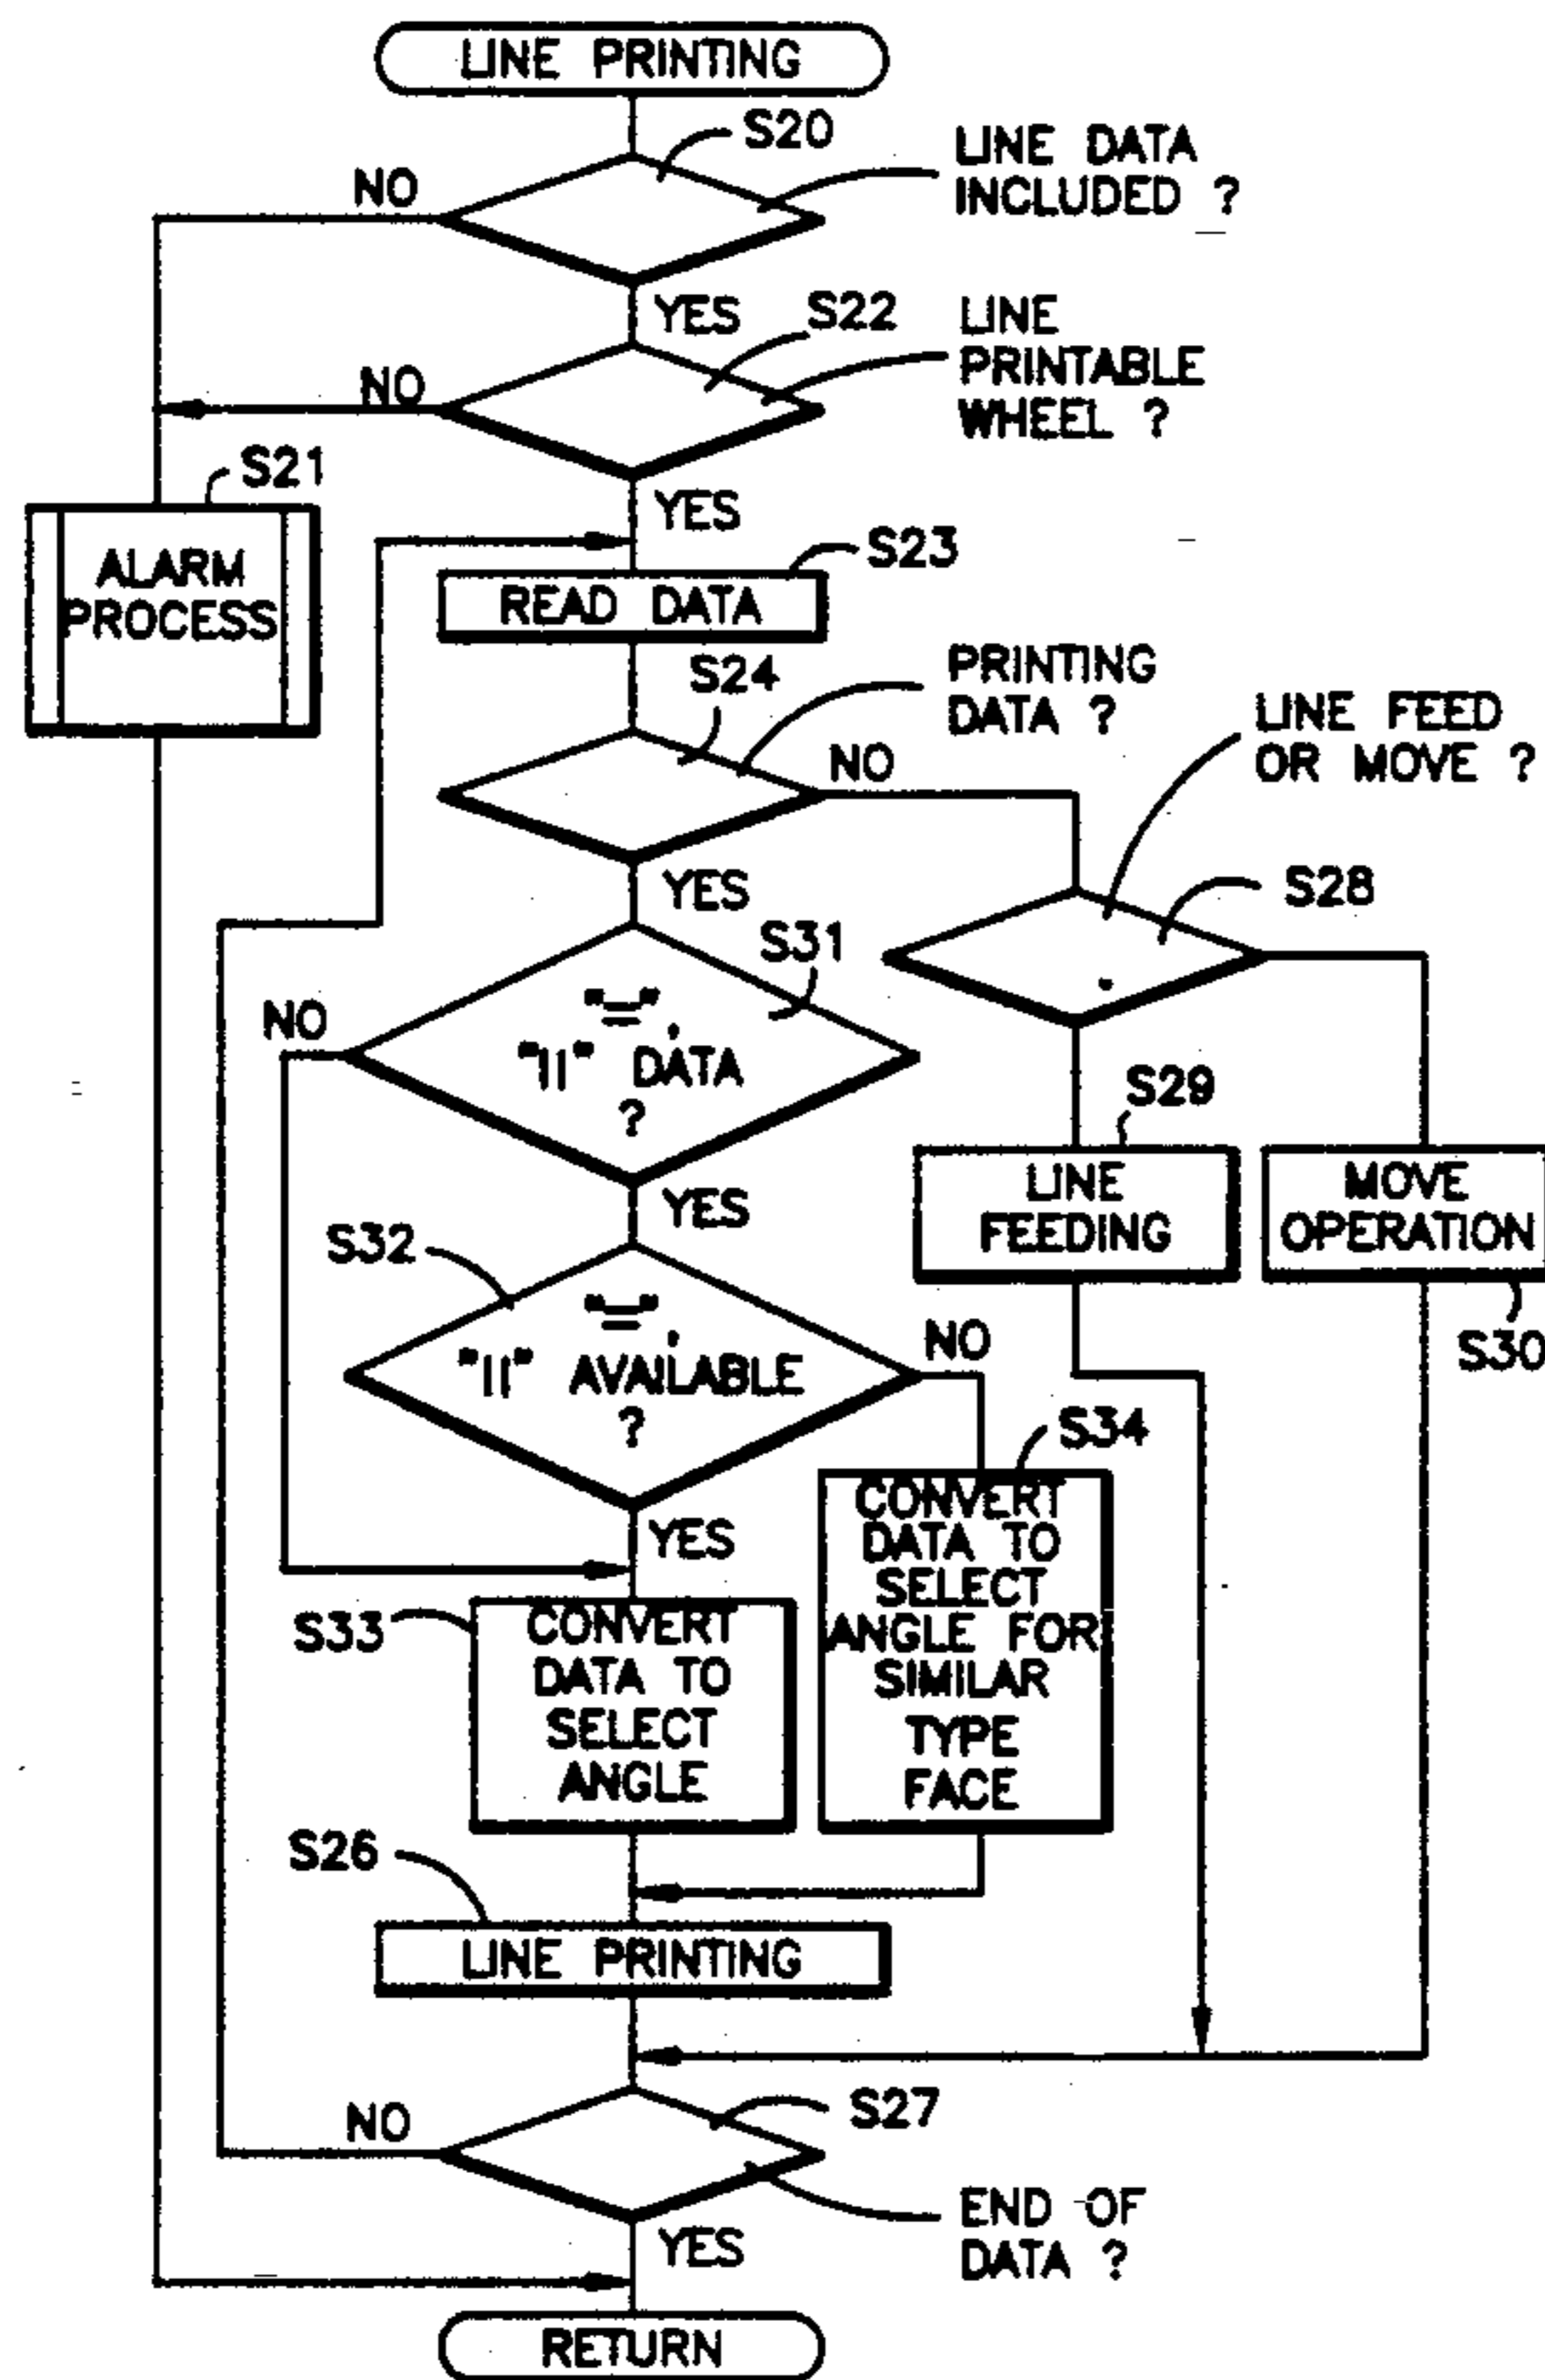 LINE PRINTING
S20
LINE DATA
INCLUDED ?
NO
YES
S22
LINE
PRINTABLE
WHEEL ?
NO
YES
S21
ALARM
PROCESS
S23
READ DATA
S24
PRINTING
DATA ?
NO
YES
LINE FEED
OR MOVE ?
S28
S31
"=",
"||" DATA
?
NO
YES
S29
LINE
FEEDING
MOVE
OPERATION
S30
S32
"=",
"||" AVAILABLE
?
NO
YES
S34
CONVERT
DATA TO
SELECT
ANGLE FOR
SIMILAR
TYPE
FACE
S33
CONVERT
DATA TO
SELECT
ANGLE
S26
LINE PRINTING
S27
NO
END OF
DATA ?
YES
RETURN